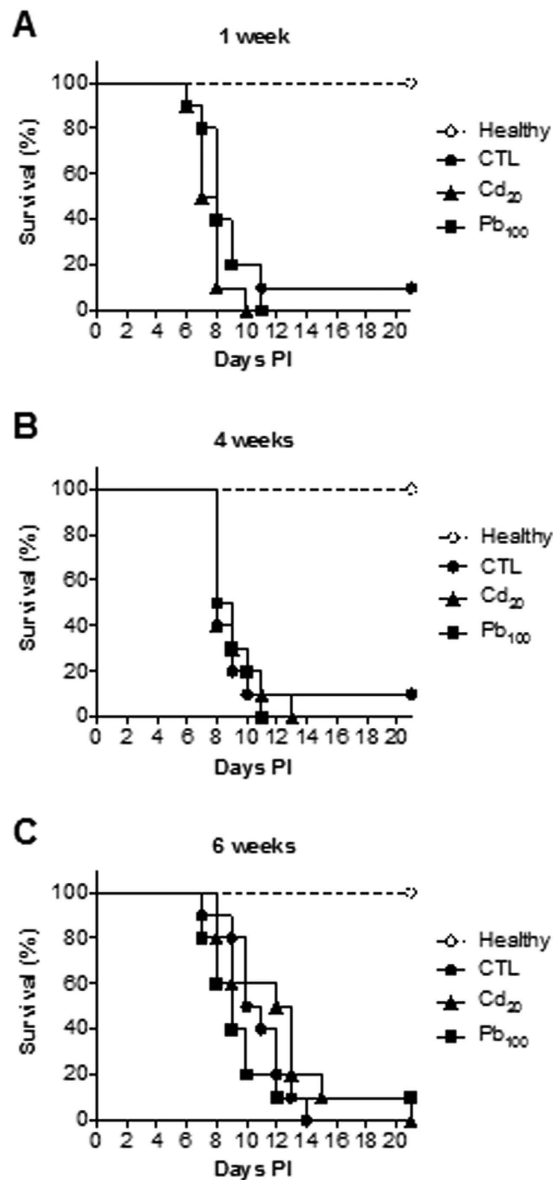 A
1 week
100
80
60
40
20
0
Survival (%)
0 2 4 6 8 10 12 14 16 18 20
Days PI
Healthy
CTL
Cd20
Pb100
B
4 weeks
100
80
60
40
20
0
Survival (%)
0 2 4 6 8 10 12 14 16 18 20
Days PI
Healthy
CTL
Cd20
Pb100
C
6 weeks
100
80
60
40
20
0
Survival (%)
0 2 4 6 8 10 12 14 16 18 20
Days PI
Healthy
CTL
Cd20
Pb100